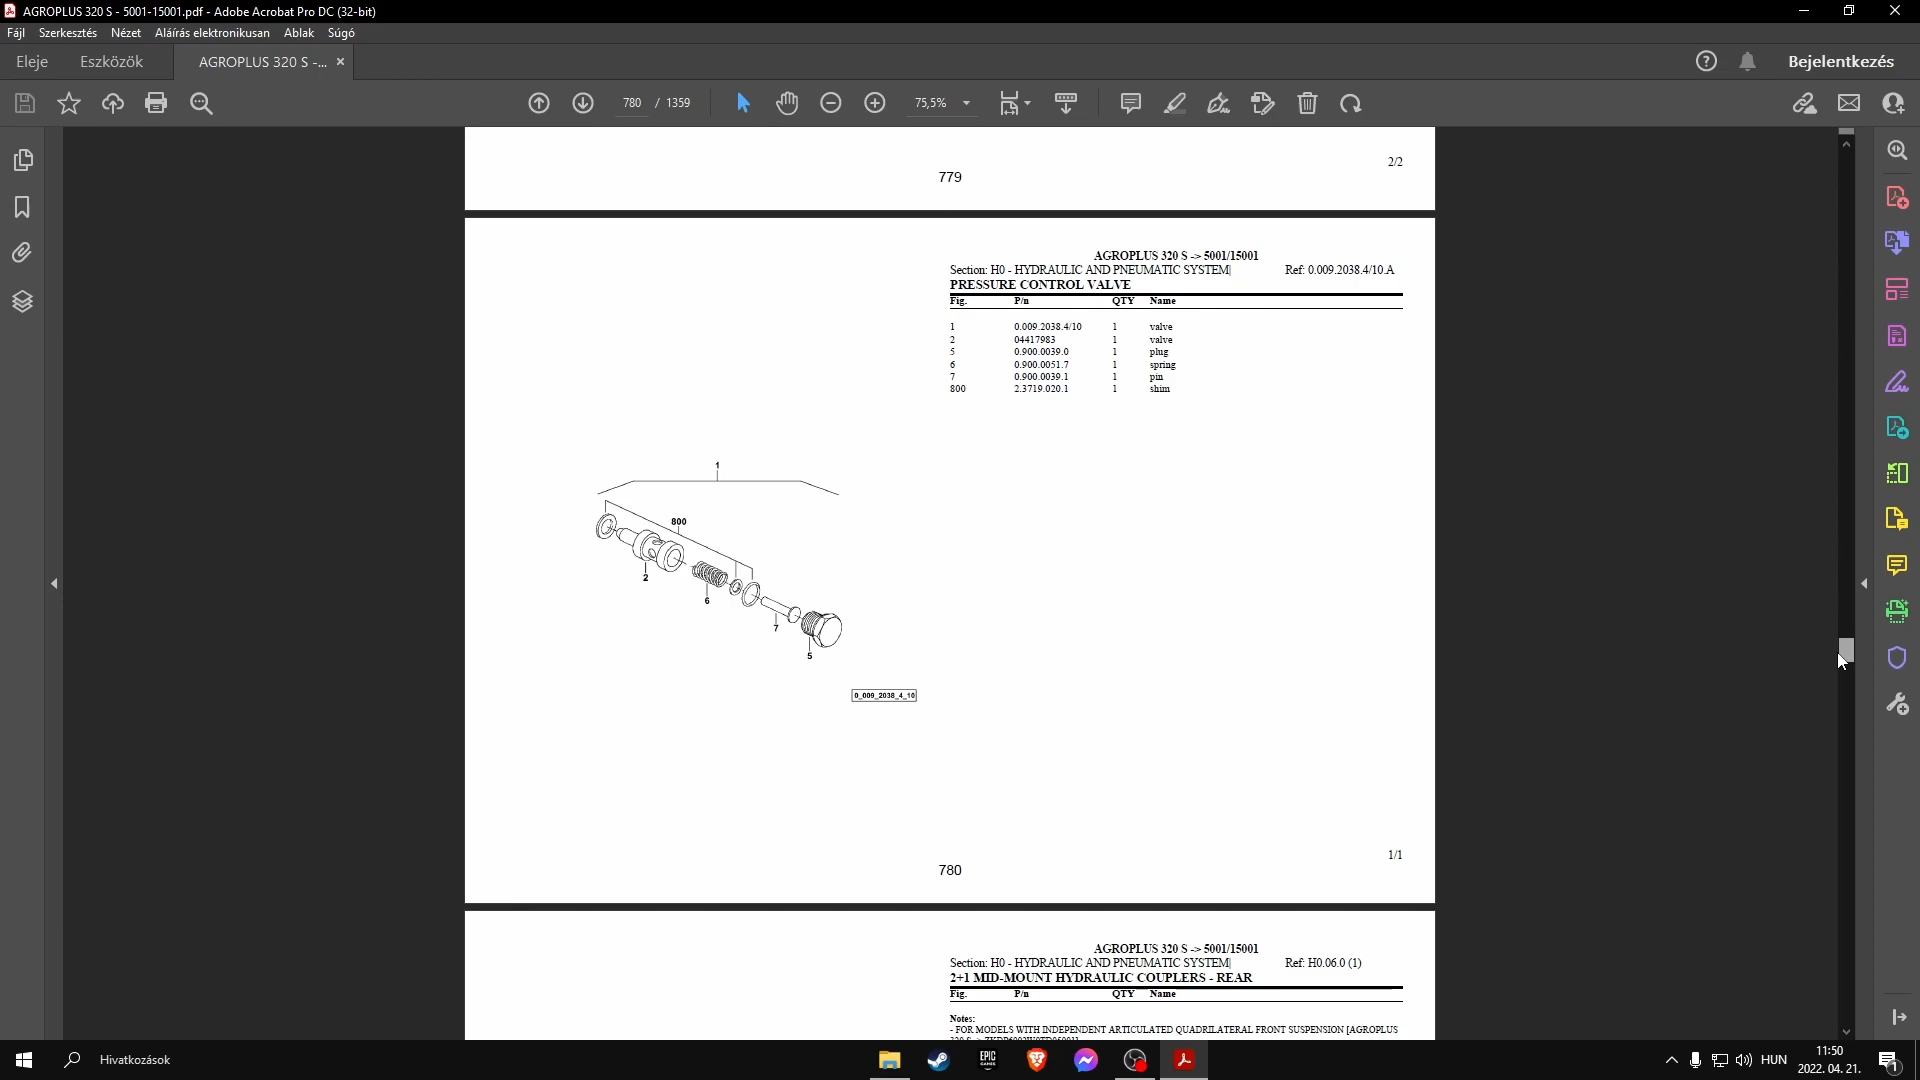 AGROPLUS 320 S - 5001-15001.pdf - Adobe Acrobat Pro DC (32-bit)
Fájl Szerkesztés Nézet Aláírás elektronikusan Ablak Súgó
Eleje Eszközök AGROPLUS 320 S -... × Bejelentkezés
780 / 1359 75,5%
2/2
779
AGROPLUS 320 S -> 5001/15001
Section: H0 - HYDRAULIC AND PNEUMATIC SYSTEM| Ref: 0.009.2038.4/10.A
PRESSURE CONTROL VALVE
Fig. P/n QTY Name
1 0.009.2038.4/10 1 valve
2 04417983 1 valve
5 0.900.0039.0 1 plug
6 0.900.0051.7 1 spring
7 0.900.0039.1 1 pin
800 2.3719.020.1 1 shim
1
800
2
6
7
5
0_009_2038_4_10
1/1
780
AGROPLUS 320 S -> 5001/15001
Section: H0 - HYDRAULIC AND PNEUMATIC SYSTEM| Ref: H0.06.0 (1)
2+1 MID-MOUNT HYDRAULIC COUPLERS - REAR
Fig. P/n QTY Name
Notes:
- FOR MODELS WITH INDEPENDENT ARTICULATED QUADRILATERAL FRONT SUSPENSION [AGROPLUS
Hivatkozások
EPIC GAMES
HUN
11:50
2022. 04. 21.
1